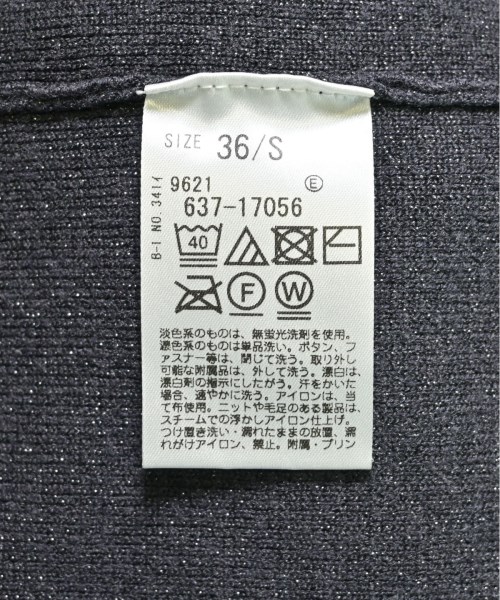 SIZE 36/S
9621 E
637-17056
B-I NO.341イ
40
F W
淡色系のものは、無蛍光洗剤を使用。
濃色系のものは単品洗い。ボタン、フ
ァスナー等は、閉じて洗う。取り外し
可能な附属品は、外して洗う。漂白は、
漂白剤の指示にしたがう。汗をかいた
場合、速やかに洗う。アイロンは、当
て布使用。ニットや毛足のある製品は、
スチームでの浮かしアイロン仕上げ。
つけ置き洗い・濡れたままの放置、濡
れがけアイロン、禁止。附属・プリン